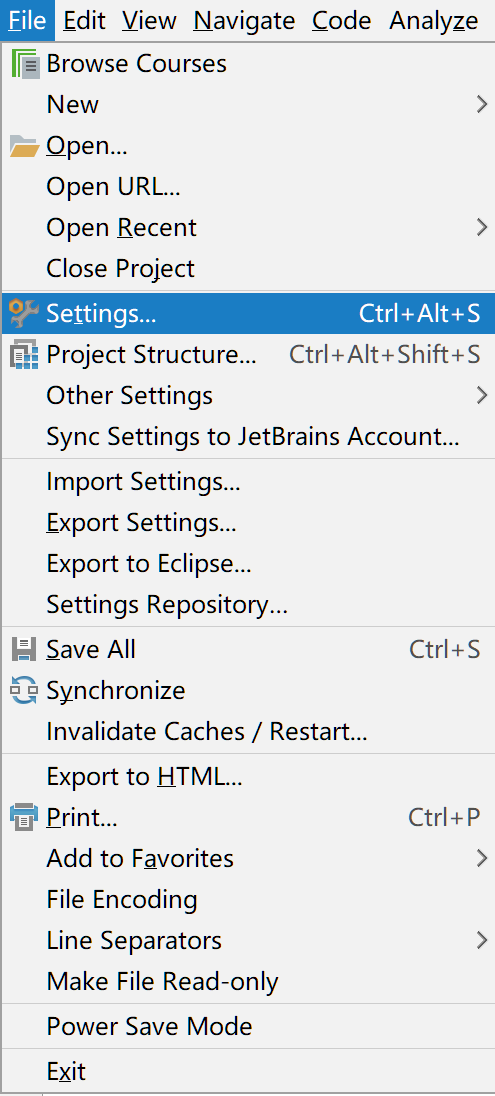 File Edit View Navigate Code Analyze
Browse Courses
New
Open...
Open URL...
Open Recent
Close Project
Settings... Ctrl+Alt+S
Project Structure... Ctrl+Alt+Shift+S
Other Settings
Sync Settings to JetBrains Account...
Import Settings...
Export Settings...
Export to Eclipse...
Settings Repository...
Save All Ctrl+S
Synchronize
Invalidate Caches / Restart...
Export to HTML...
Print... Ctrl+P
Add to Favorites
File Encoding
Line Separators
Make File Read-only
Power Save Mode
Exit